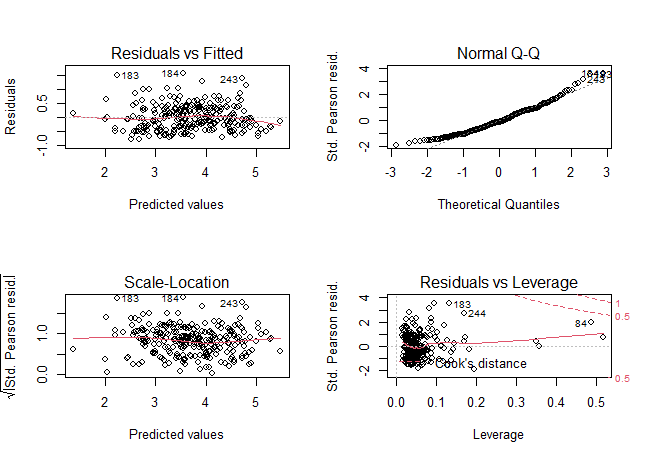 Residuals vs Fitted
Residuals
-1.0 0.5
183
184
243
2 3 4 5
Predicted values
Normal Q-Q
Std. Pearson resid.
-2 0 2 4
243
-3 -2 -1 0 1 2 3
Theoretical Quantiles
Scale-Location
√|Std. Pearson resid.|
0.0 1.0
183
184
243
2 3 4 5
Predicted values
Residuals vs Leverage
Std. Pearson resid.
-2 0 2 4
183
244
84
1
0.5
0.5
Cook's distance
0.0 0.1 0.2 0.3 0.4 0.5
Leverage